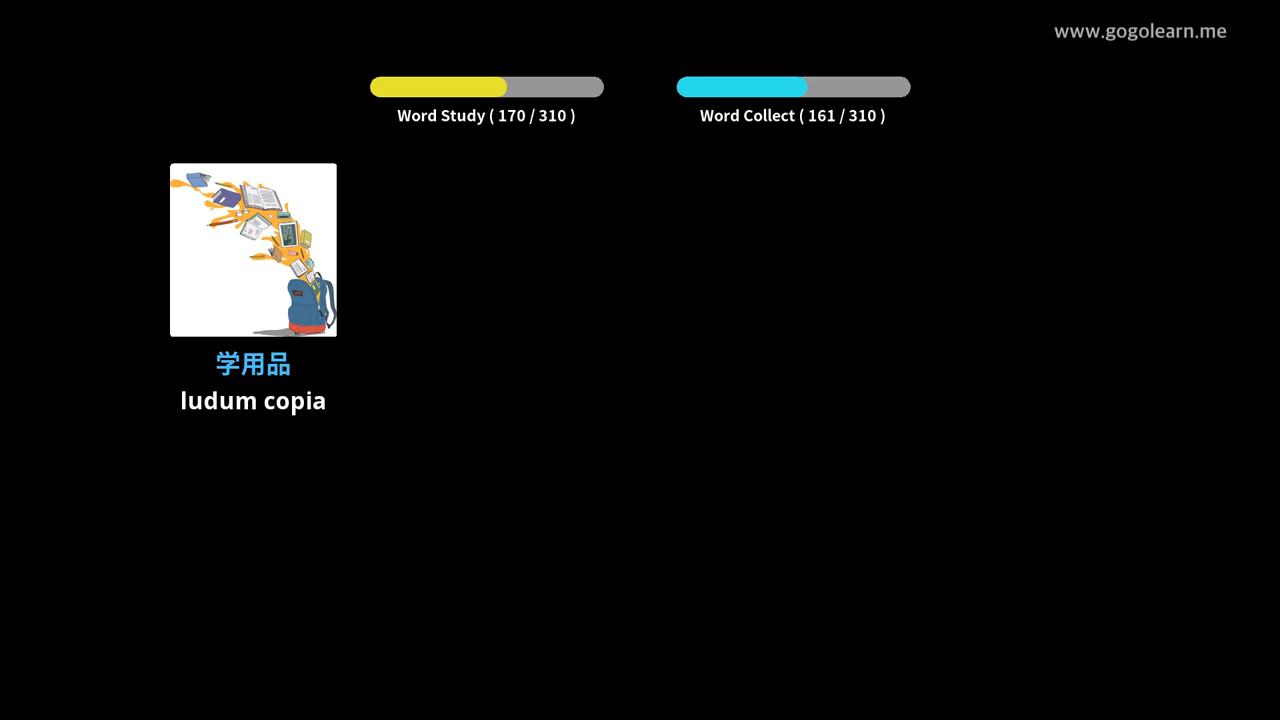 www.gogolearn.me
Word Study ( 170 / 310 )
Word Collect ( 161 / 310 )
学用品
ludum copia